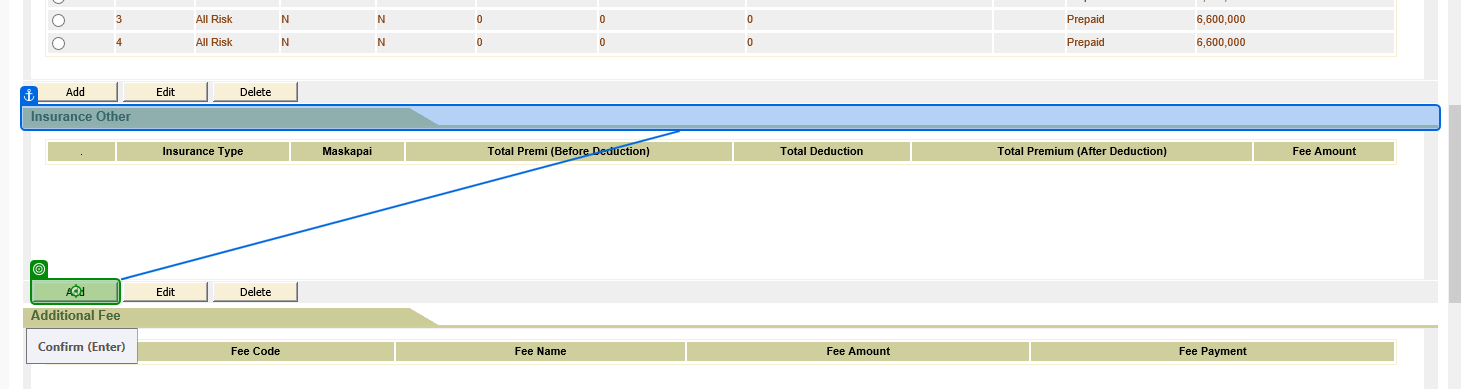 3 All Risk N N 0 0 0 Prepaid 6,600,000
4 All Risk N N 0 0 0 Prepaid 6,600,000
Add Edit Delete
Insurance Other
. Insurance Type Maskapai Total Premi (Before Deduction) Total Deduction Total Premium (After Deduction) Fee Amount
Add Edit Delete
Additional Fee
Confirm (Enter)
Fee Code Fee Name Fee Amount Fee Payment